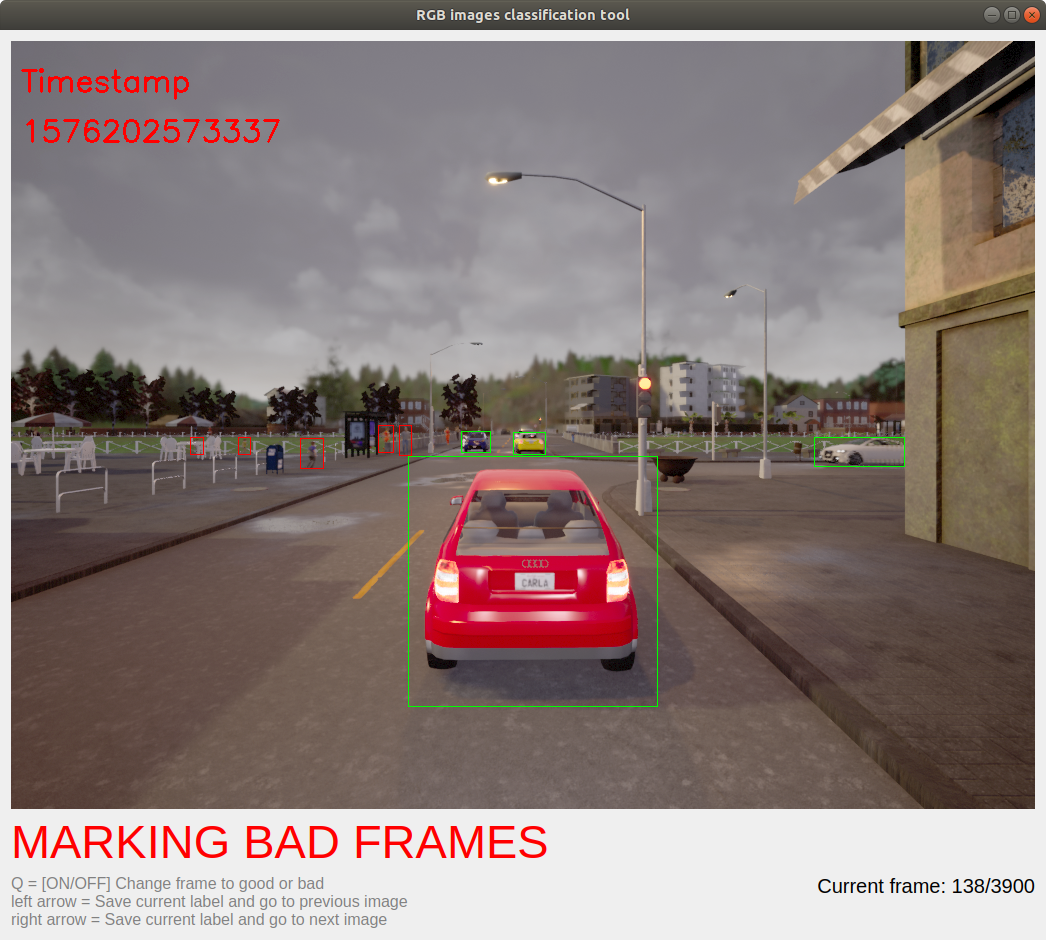 RGB images classification tool
Timestamp
1576202573337
CARLA
MARKING BAD FRAMES
Q = [ON/OFF] Change frame to good or bad
left arrow = Save current label and go to previous image
right arrow = Save current label and go to next image
Current frame: 138/3900